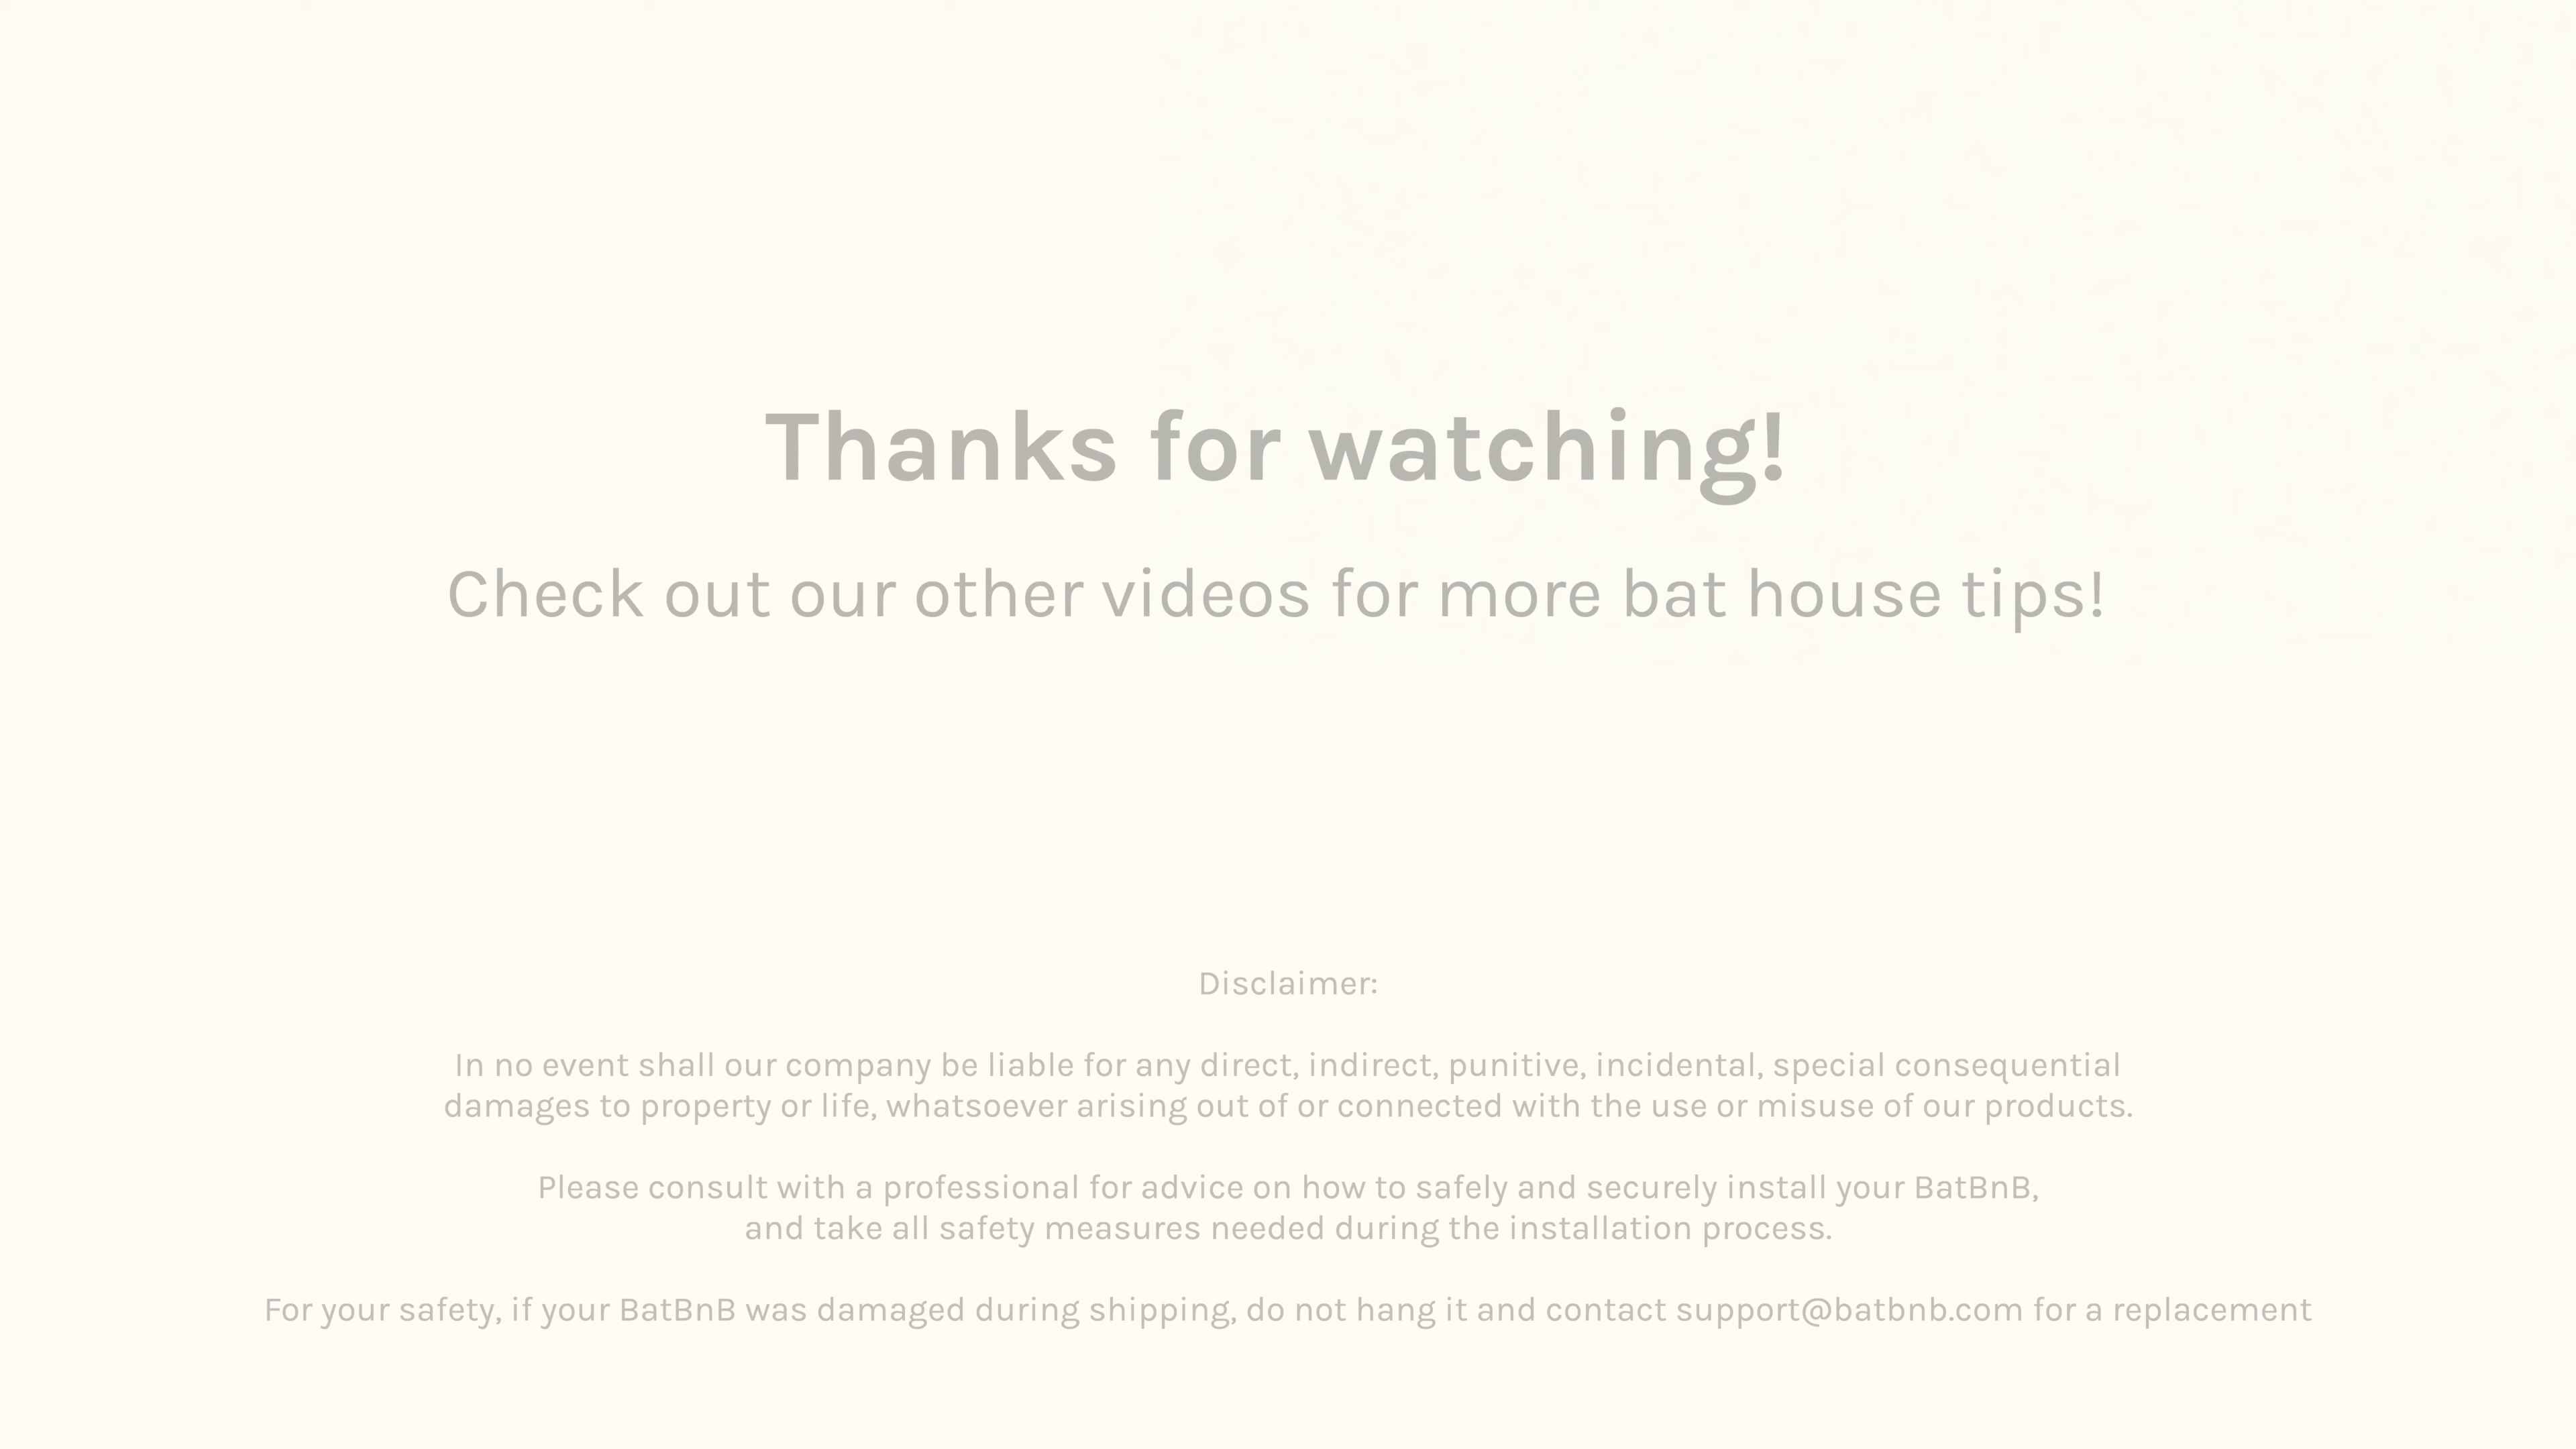 Thanks for watching!
Check out our other videos for more bat house tips!
Disclaimer:
In no event shall our company be liable for any direct, indirect, punitive, incidental, special consequential
damages to property or life, whatsoever arising out of or connected with the use or misuse of our products.
Please consult with a professional for advice on how to safely and securely install your BatBnB,
and take all safety measures needed during the installation process.
For your safety, if your BatBnB was damaged during shipping, do not hang it and contact support@batbnb.com for a replacement